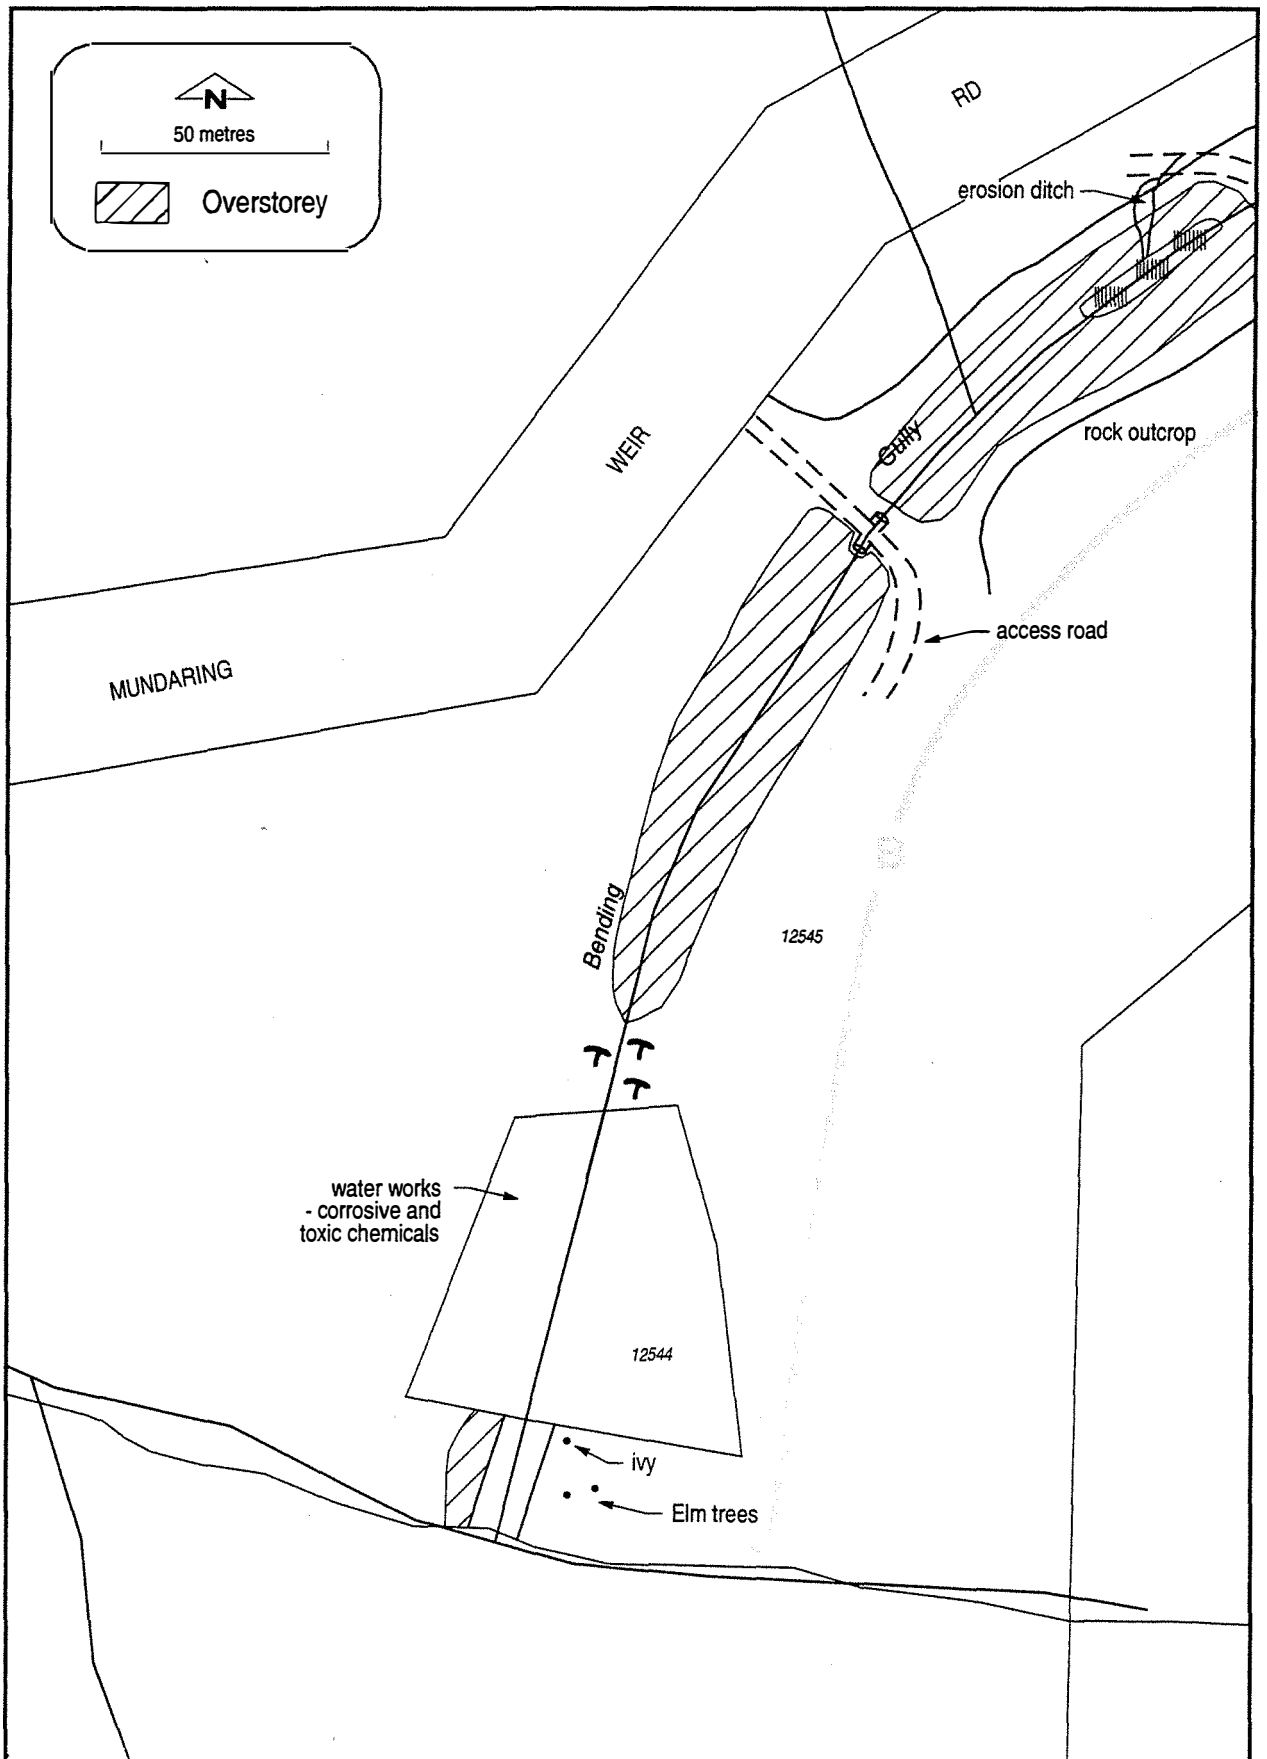 N
50 metres
Overstorey
RD
erosion ditch
rock outcrop
Gully
WEIR
access road
MUNDARING
Bending
12545
water works
- corrosive and
toxic chemicals
12544
ivy
Elm trees